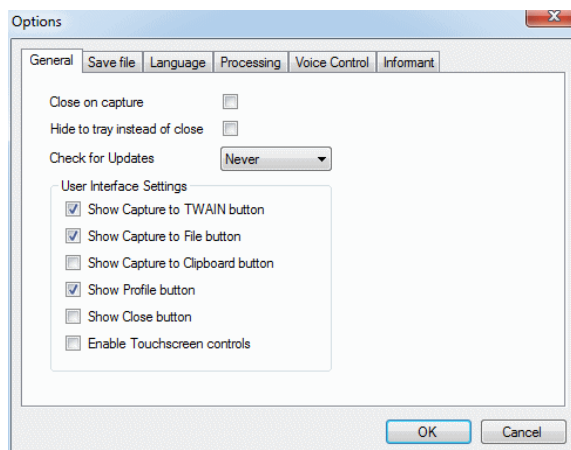 Options
General Save file Language Processing Voice Control Informant
Close on capture
Hide to tray instead of close
Check for Updates Never
User Interface Settings
Show Capture to TWAIN button
Show Capture to File button
Show Capture to Clipboard button
Show Profile button
Show Close button
Enable Touchscreen controls
OK Cancel